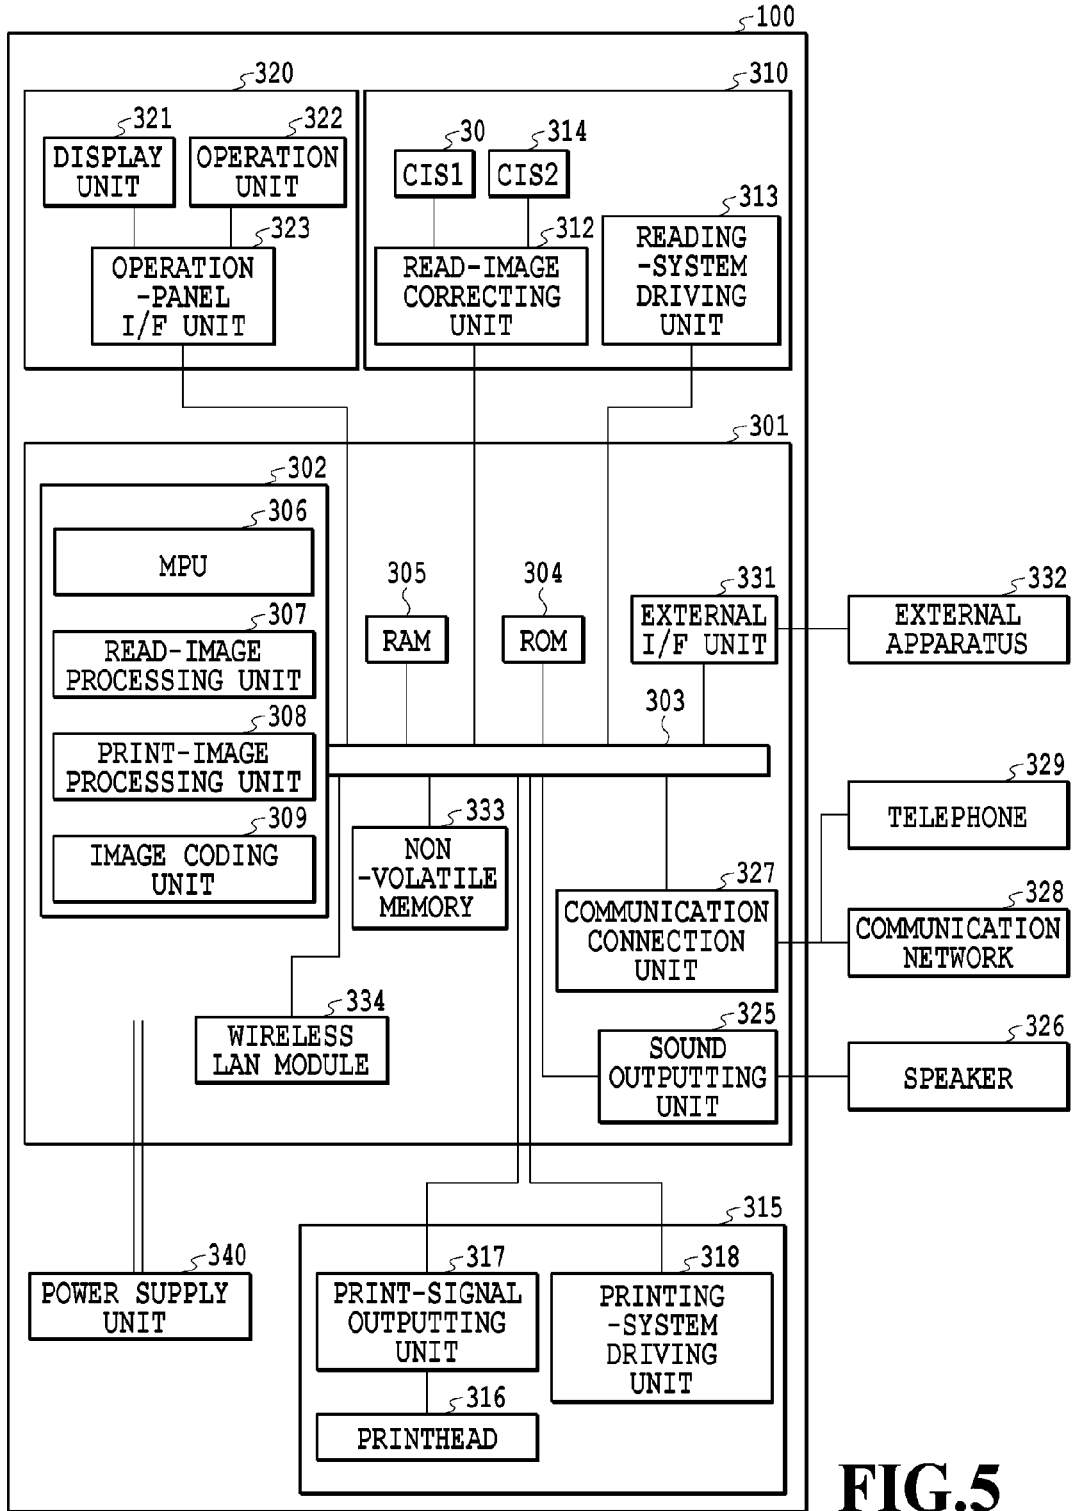 100
320
310
321
322
30
314
DISPLAY
UNIT
OPERATION
UNIT
CIS1
CIS2
313
323
312
OPERATION
-PANEL
I/F UNIT
READ-IMAGE
CORRECTING
UNIT
READING
-SYSTEM
DRIVING
UNIT
301
302
306
MPU
305
304
331
332
RAM
ROM
EXTERNAL
I/F UNIT
EXTERNAL
APPARATUS
307
READ-IMAGE
PROCESSING UNIT
303
308
PRINT-IMAGE
PROCESSING UNIT
329
TELEPHONE
309
IMAGE CODING
UNIT
333
NON
-VOLATILE
MEMORY
327
COMMUNICATION
CONNECTION
UNIT
328
COMMUNICATION
NETWORK
334
WIRELESS
LAN MODULE
325
SOUND
OUTPUTTING
UNIT
326
SPEAKER
315
340
POWER SUPPLY
UNIT
317
PRINT-SIGNAL
OUTPUTTING
UNIT
318
PRINTING
-SYSTEM
DRIVING
UNIT
316
PRINTHEAD
FIG.5